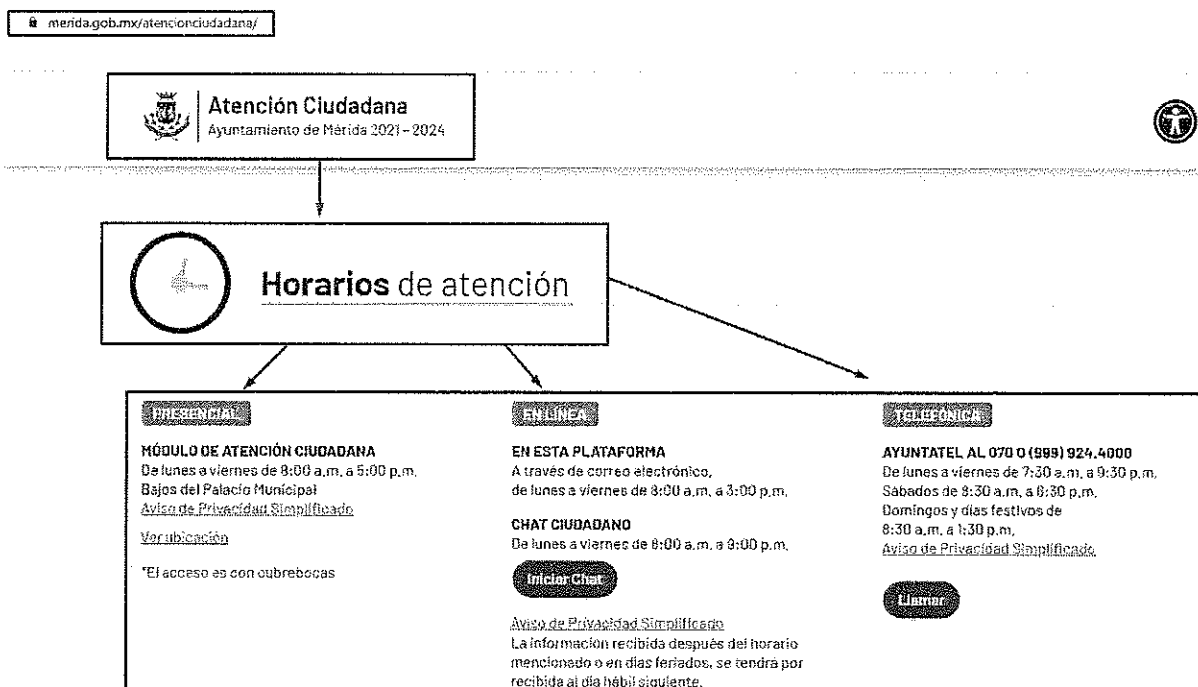 merida.gob.mx/atencionciudadana/
Atención Ciudadana
Ayuntamiento de Mérida 2021 - 2024
Horarios de atención
PRESENCIAL
MÓDULO DE ATENCIÓN CIUDADANA
De lunes a viernes de 8:00 a.m. a 5:00 p.m.
Bajos del Palacio Municipal
Aviso de Privacidad Simplificado
Ver ubicación
*El acceso es con cubrebocas
EN LÍNEA
EN ESTA PLATAFORMA
A través de correo electrónico,
de lunes a viernes de 8:00 a.m. a 3:00 p.m.
CHAT CIUDADANO
De lunes a viernes de 8:00 a.m. a 9:00 p.m.
Iniciar Chat
Aviso de Privacidad Simplificado
La información recibida después del horario
mencionado o en días feriados, se tendrá por
recibida al día hábil siguiente.
TELEFÓNICA
AYUNTATEL AL 070 O (999) 924.4000
De lunes a viernes de 7:30 a.m. a 9:30 p.m.
Sábados de 8:30 a.m. a 6:30 p.m.
Domingos y días festivos de
8:30 a.m. a 1:30 p.m.
Aviso de Privacidad Simplificado
Llamar